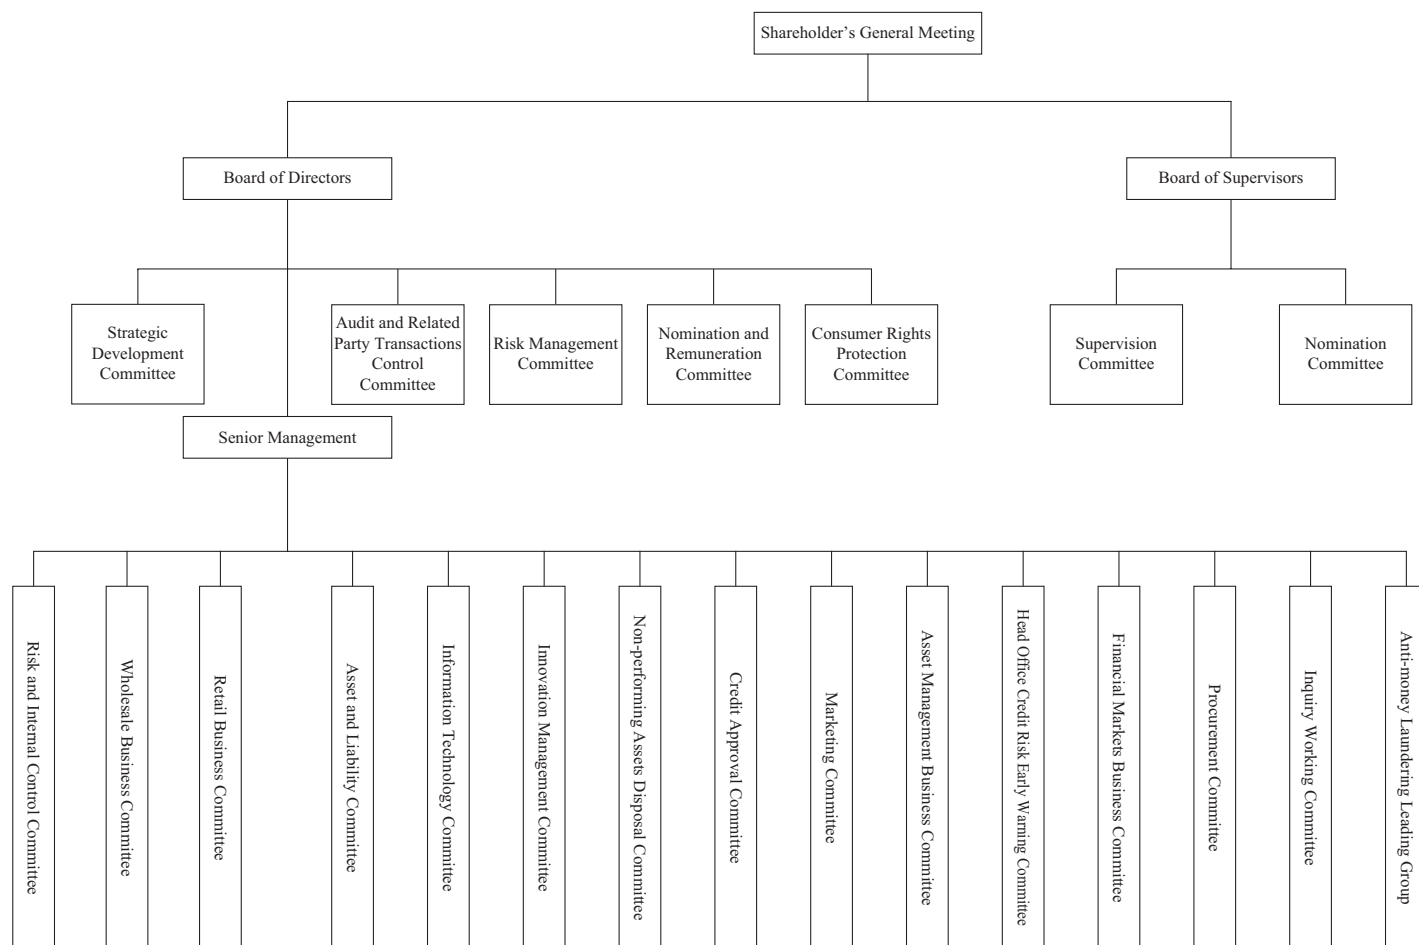 Shareholder’s General Meeting
Board of Directors
Board of Supervisors
Strategic
Development
Committee
Audit and Related
Party Transactions
Control
Committee
Risk Management
Committee
Nomination and
Remuneration
Committee
Consumer Rights
Protection
Committee
Supervision
Committee
Nomination
Committee
Senior Management
Risk and Internal Control Committee
Wholesale Business Committee
Retail Business Committee
Asset and Liability Committee
Information Technology Committee
Innovation Management Committee
Non-performing Assets Disposal Committee
Credit Approval Committee
Marketing Committee
Asset Management Business Committee
Head Office Credit Risk Early Warning Committee
Financial Markets Business Committee
Procurement Committee
Inquiry Working Committee
Anti-money Laundering Leading Group